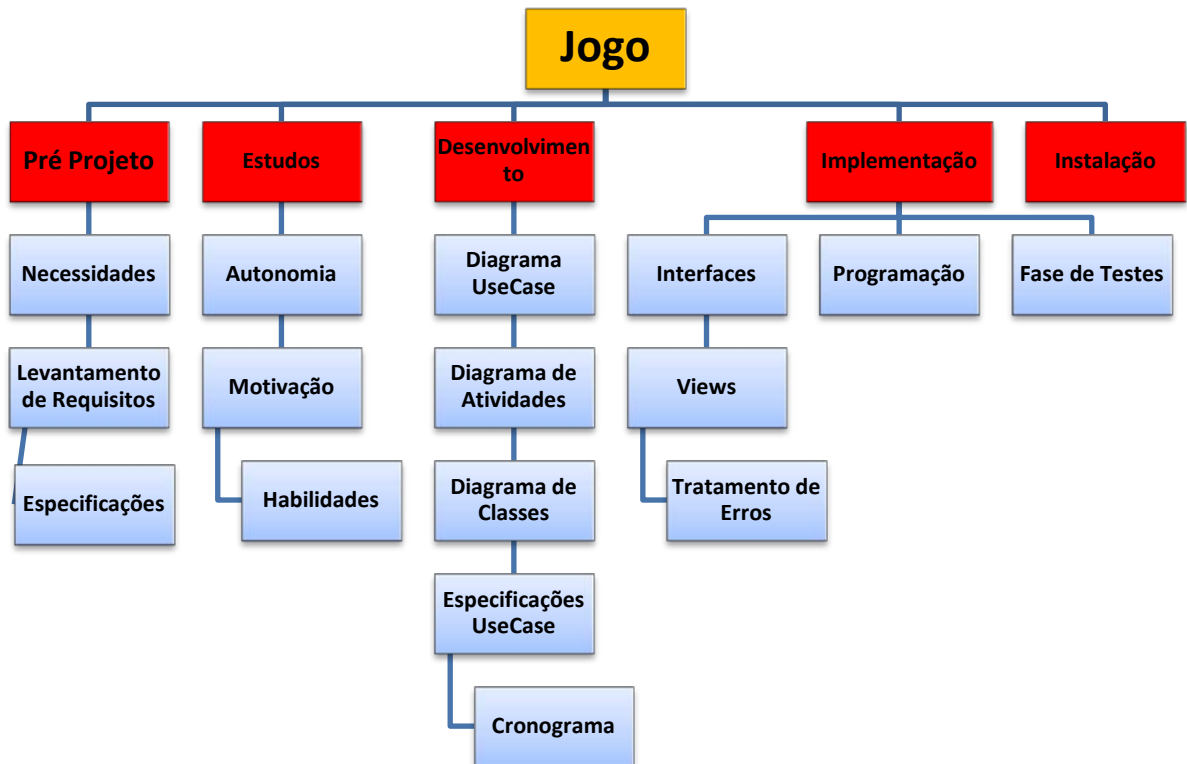 Jogo
Pré Projeto
Estudos
Desenvolvimen
to
Implementação
Instalação
Necessidades
Autonomia
Diagrama
UseCase
Interfaces
Programação
Fase de Testes
Levantamento
de Requisitos
Motivação
Diagrama de
Atividades
Views
Especificações
Habilidades
Diagrama de
Classes
Tratamento de
Erros
Especificações
UseCase
Cronograma